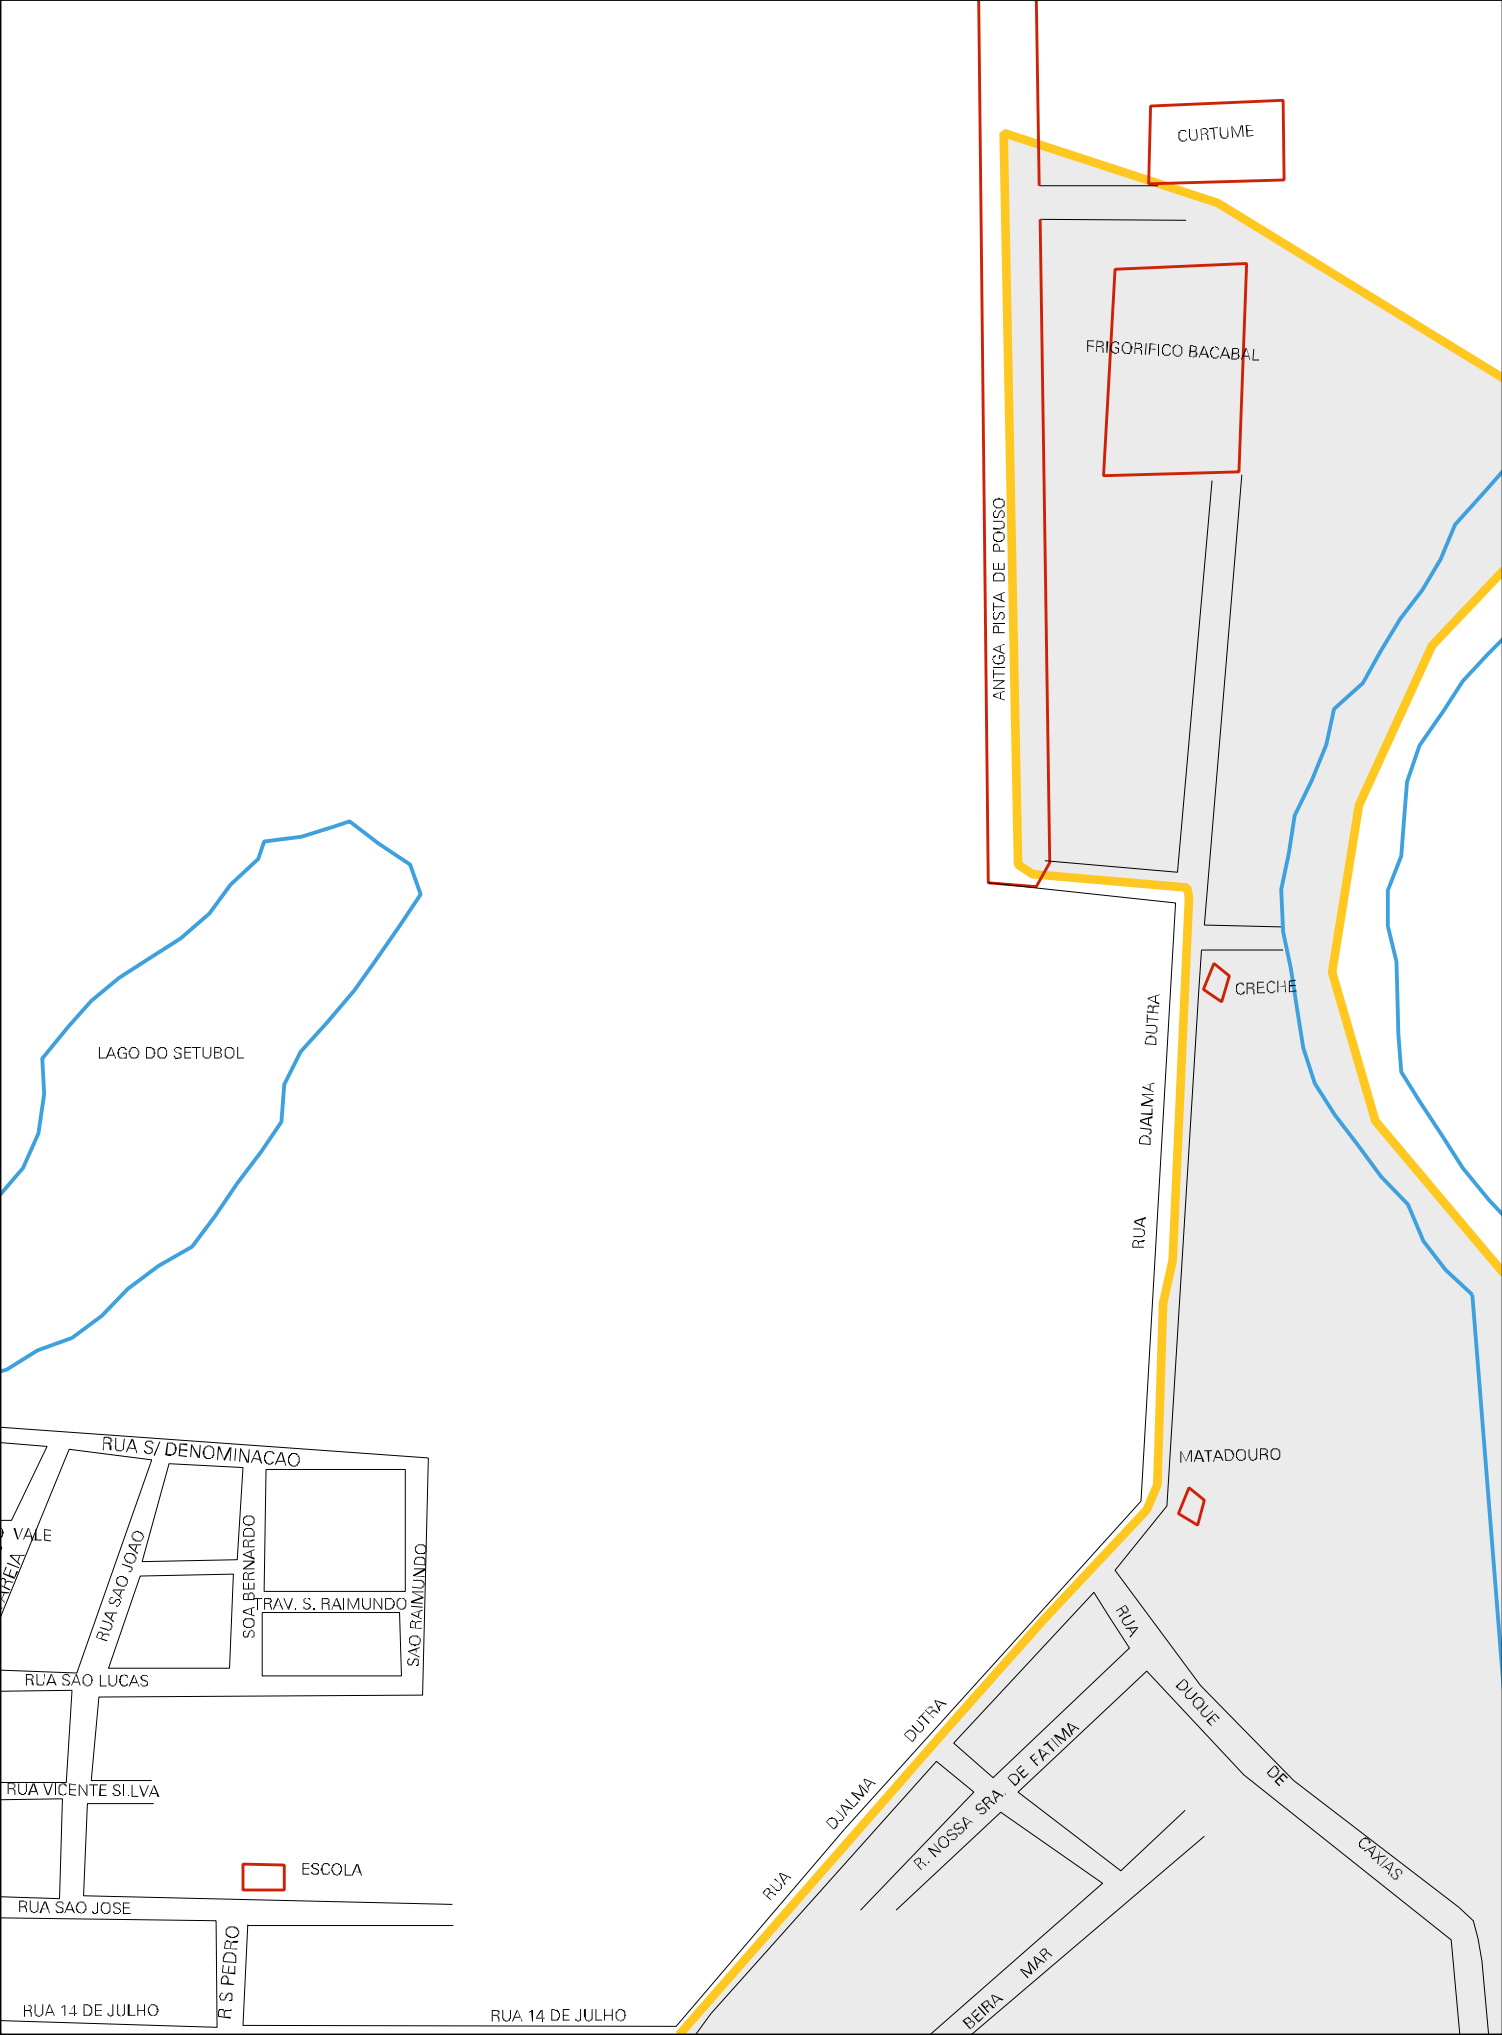 CURTUME
FRIGORIFICO BACABAL
ANTIGA PISTA DE POUSO
CRECHE
RUA DJALMA DUTRA
LAGO DO SETUBOL
MATADOURO
RUA S/ DENOMINACAO
VALE
AREIA
RUA SAO JOAO
SOA BERNARDO
TRAV. S. RAIMUNDO
SAO RAIMUNDO
RUA SAO LUCAS
RUA DUQUE DE CAXIAS
RUA DJALMA DUTRA
R. NOSSA SRA. DE FATIMA
RUA VICENTE SILVA
ESCOLA
RUA SAO JOSE
R S PEDRO
BEIRA MAR
RUA 14 DE JULHO
RUA 14 DE JULHO